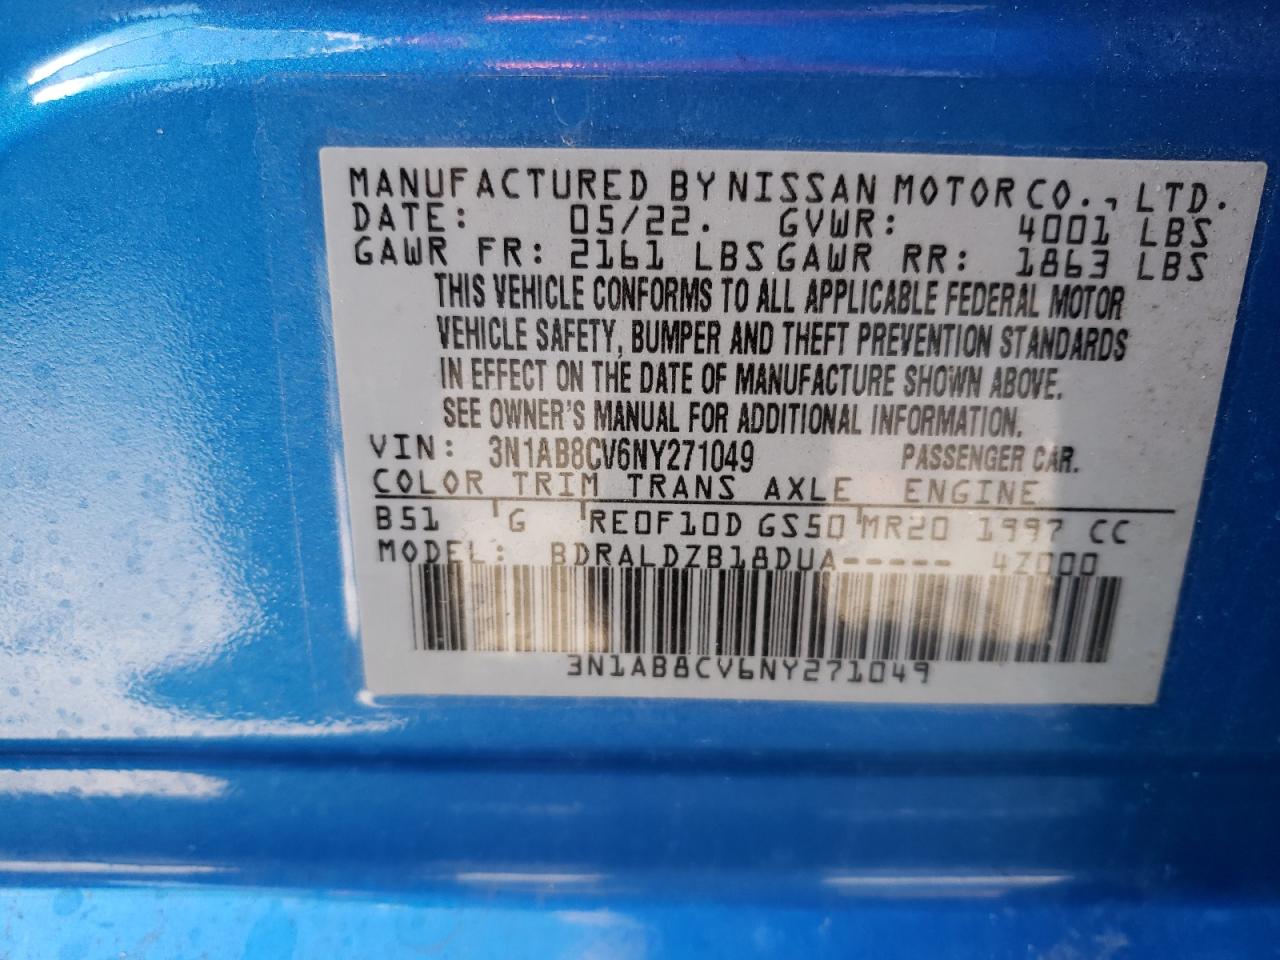 MANUFACTURED BY NISSAN MOTOR CO., LTD.
DATE: 05/22. GVWR: 4001 LBS
GAWR FR: 2161 LBS GAWR RR: 1863 LBS
THIS VEHICLE CONFORMS TO ALL APPLICABLE FEDERAL MOTOR
VEHICLE SAFETY, BUMPER AND THEFT PREVENTION STANDARDS
IN EFFECT ON THE DATE OF MANUFACTURE SHOWN ABOVE.
SEE OWNER'S MANUAL FOR ADDITIONAL INFORMATION.
VIN: 3N1AB8CV6NY271049 PASSENGER CAR.
COLOR TRIM TRANS AXLE ENGINE
B51 G RE0F10D GS50 MR20 1997 CC
MODEL: BDRALDZB18DUA----- 4Z000
3N1AB8CV6NY271049